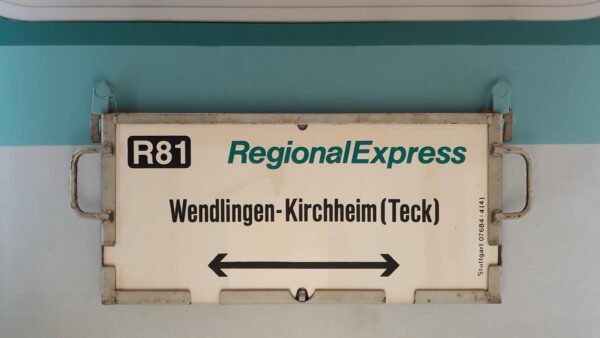 R81 RegionalExpress
Wendlingen-Kirchheim (Teck)
Stuttgart 07684-4(4)